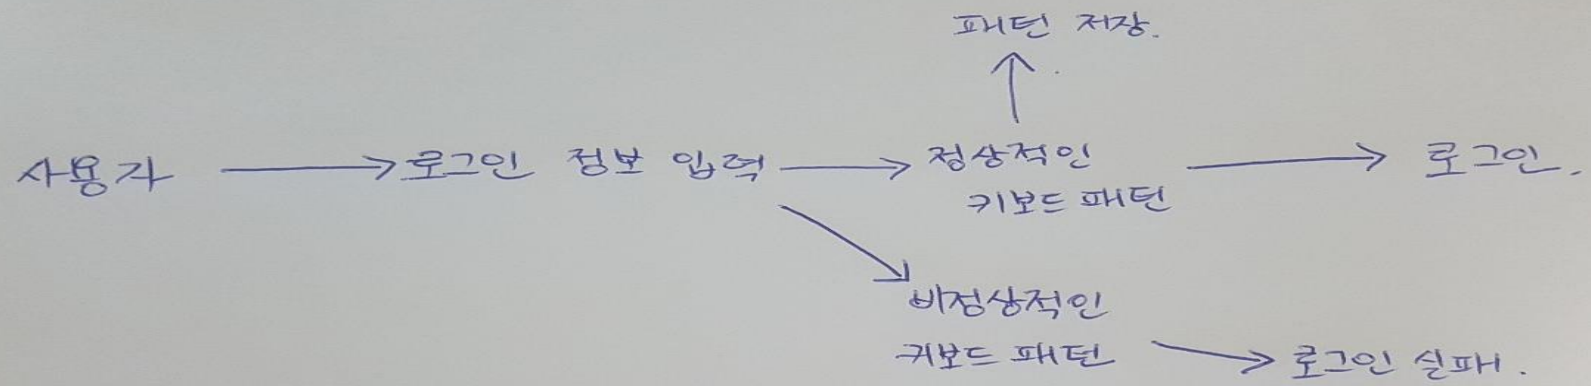 패턴 저장.
사용자
로그인 정보 입력
정상적인
키보드 패턴
로그인.
비정상적인
키보드 패턴
로그인 실패.